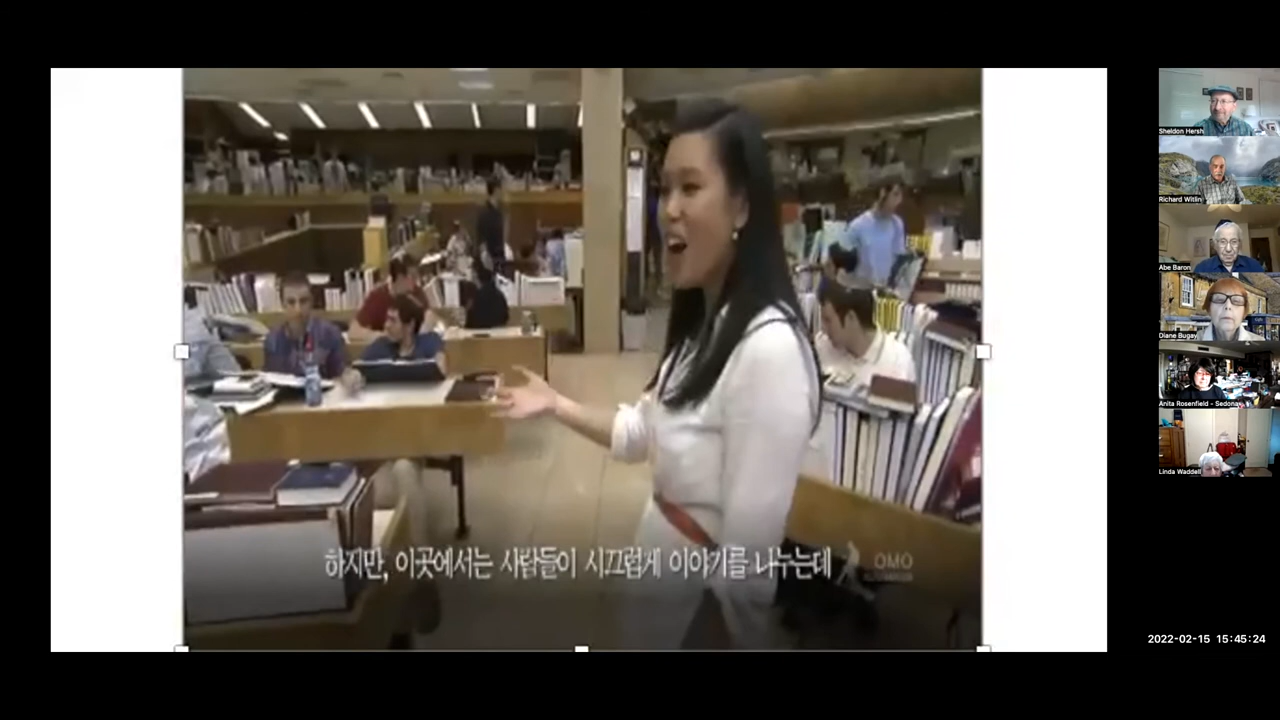 하지만, 이곳에서는 사람들이 시끄럽게 이야기를 나누는데
OMO
Sheldon Hersh
Richard Witlin
Abe Baron
Diane Bugay
Anita Rosenfield - Sedona
Linda Waddell
2022-02-15 15:45:24